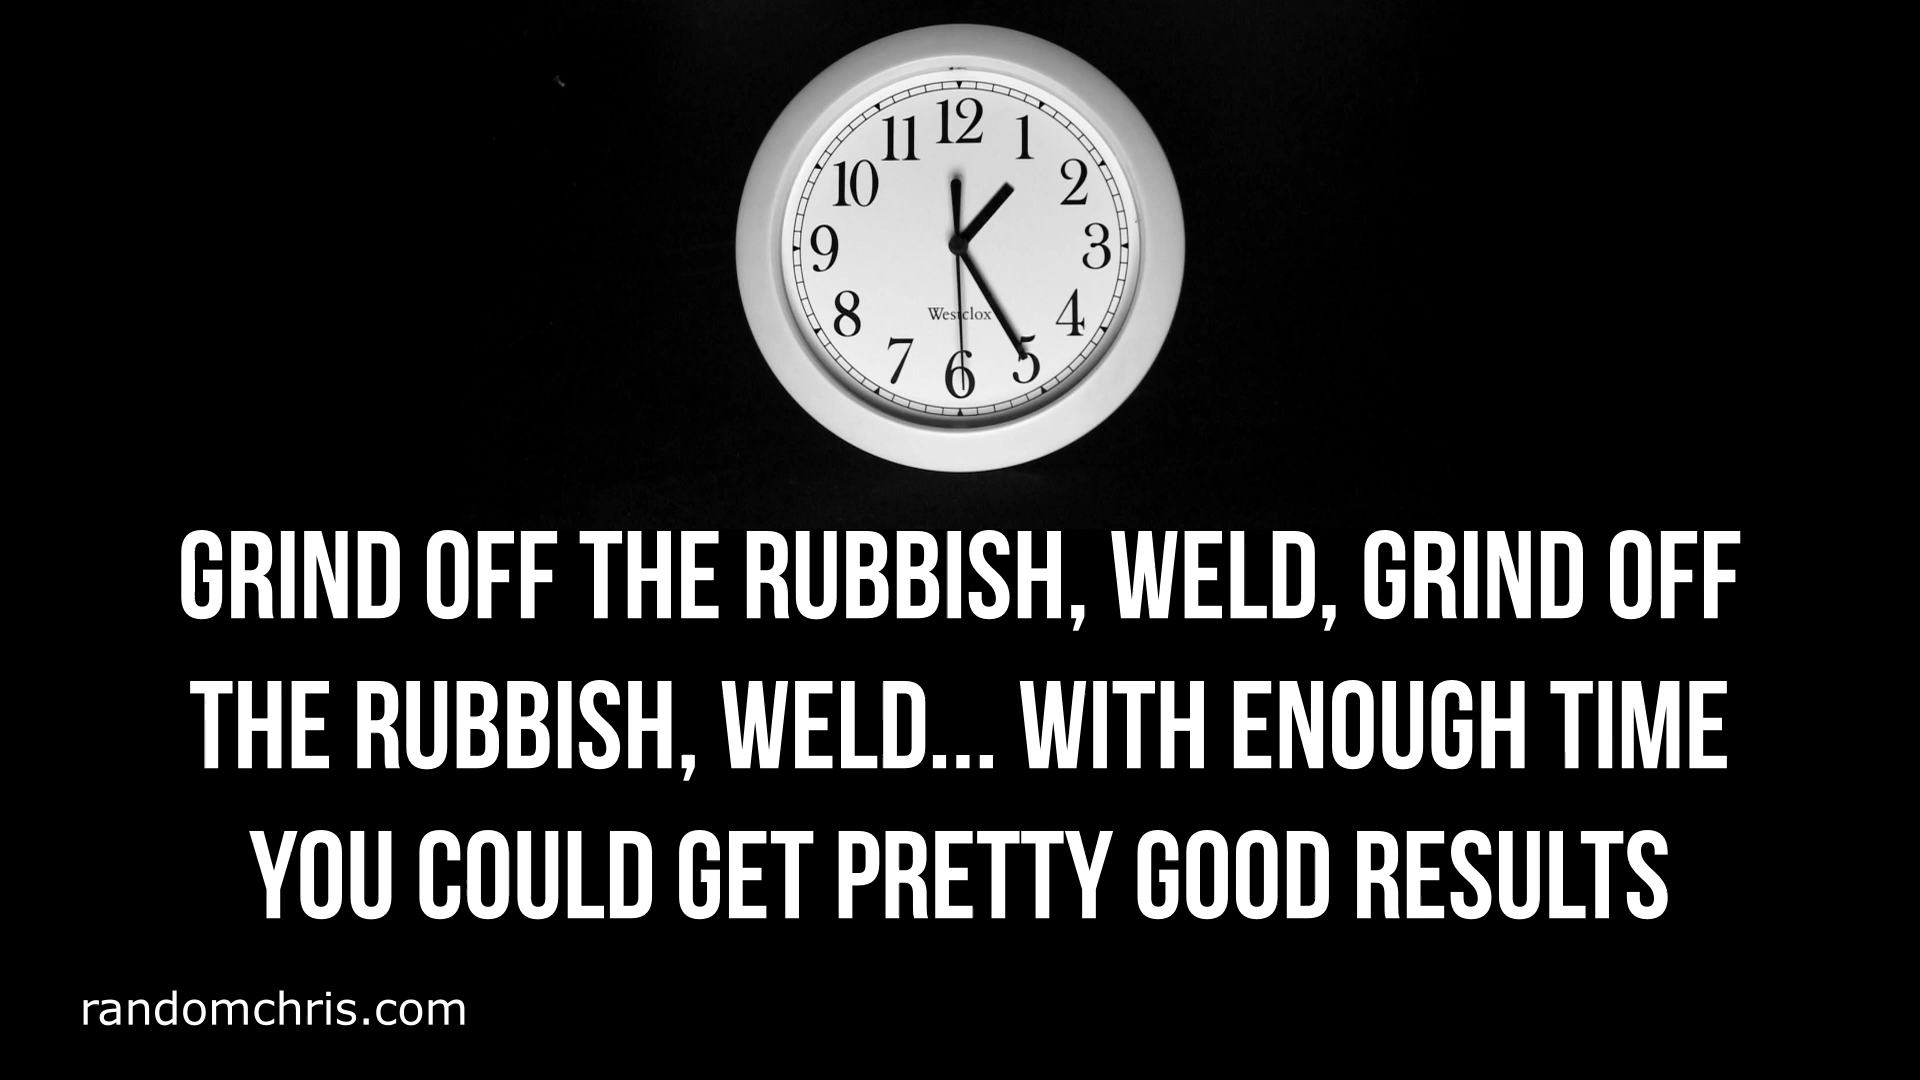 12
11 1
10 2
9 3
8 4
Westclox
7 5
6
GRIND OFF THE RUBBISH, WELD, GRIND OFF
THE RUBBISH, WELD... WITH ENOUGH TIME
YOU COULD GET PRETTY GOOD RESULTS
randomchris.com